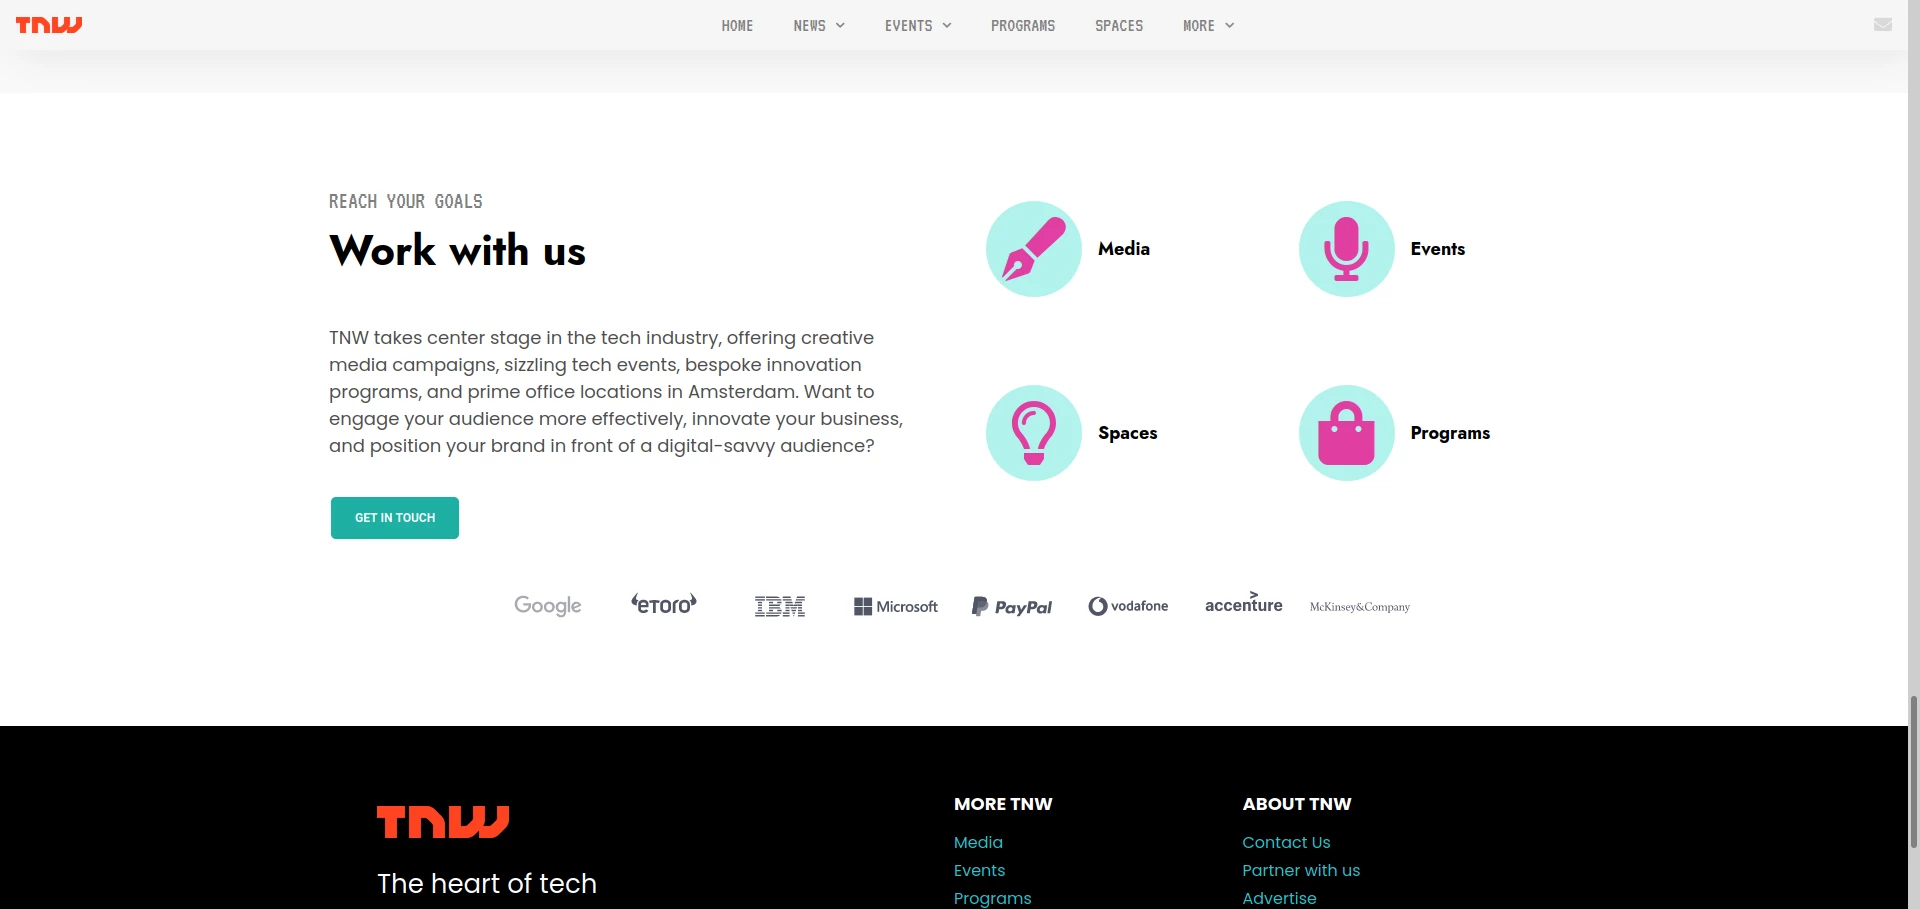 TNW
HOME NEWS EVENTS PROGRAMS SPACES MORE
REACH YOUR GOALS
Work with us
TNW takes center stage in the tech industry, offering creative
media campaigns, sizzling tech events, bespoke innovation
programs, and prime office locations in Amsterdam. Want to
engage your audience more effectively, innovate your business,
and position your brand in front of a digital-savvy audience?
GET IN TOUCH
Media
Events
Spaces
Programs
Google eTORO IBM Microsoft PayPal vodafone accenture McKinsey&Company
TNW
The heart of tech
MORE TNW
Media
Events
Programs
ABOUT TNW
Contact Us
Partner with us
Advertise